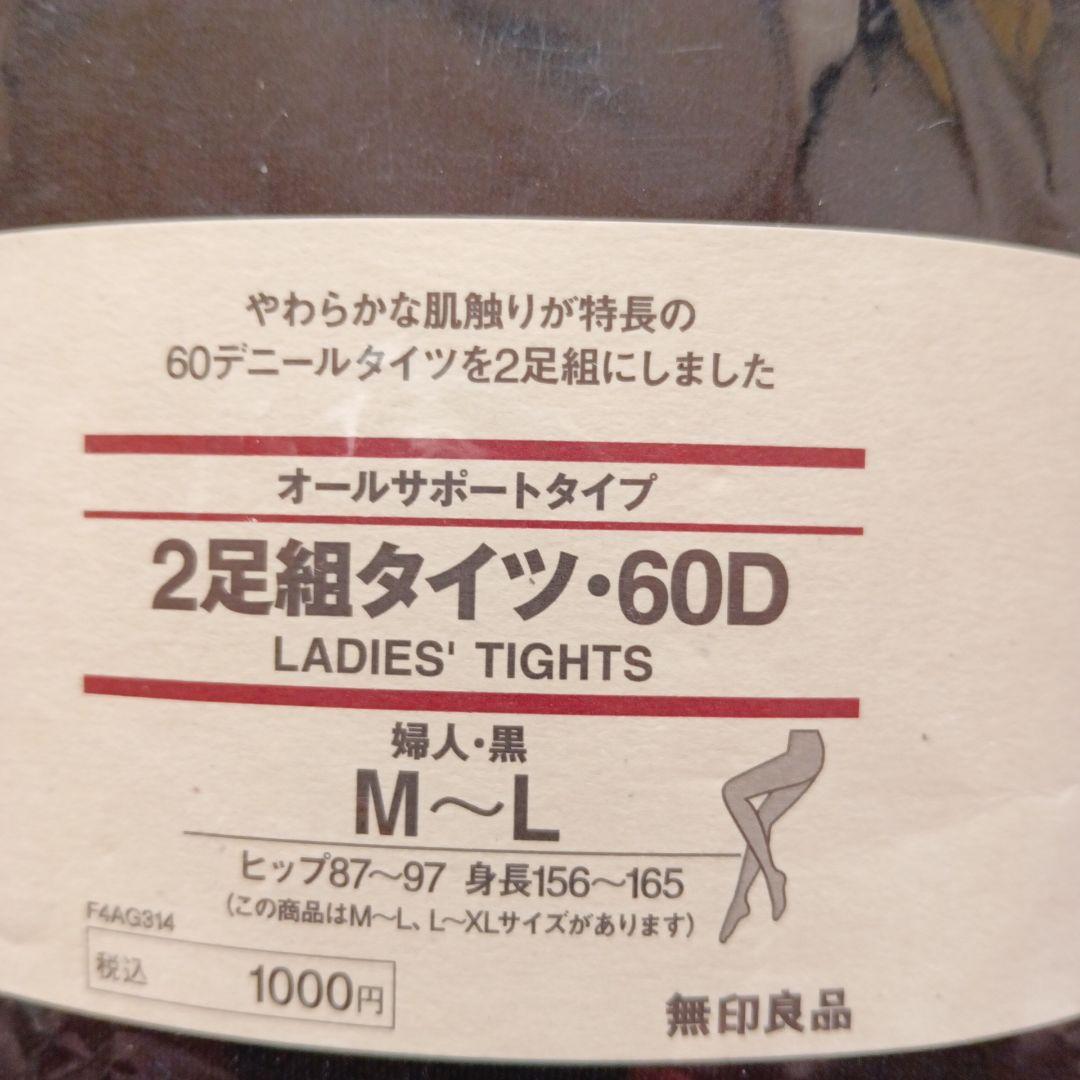 やわらかな肌触りが特長の
60デニールタイツを2足組にしました
オールサポートタイプ
2足組タイツ・60D
LADIES' TIGHTS
婦人・黒
M〜L
ヒップ87〜97 身長156〜165
(この商品はM〜L、L〜XLサイズがあります)
F4AG314
税込 1000円
無印良品